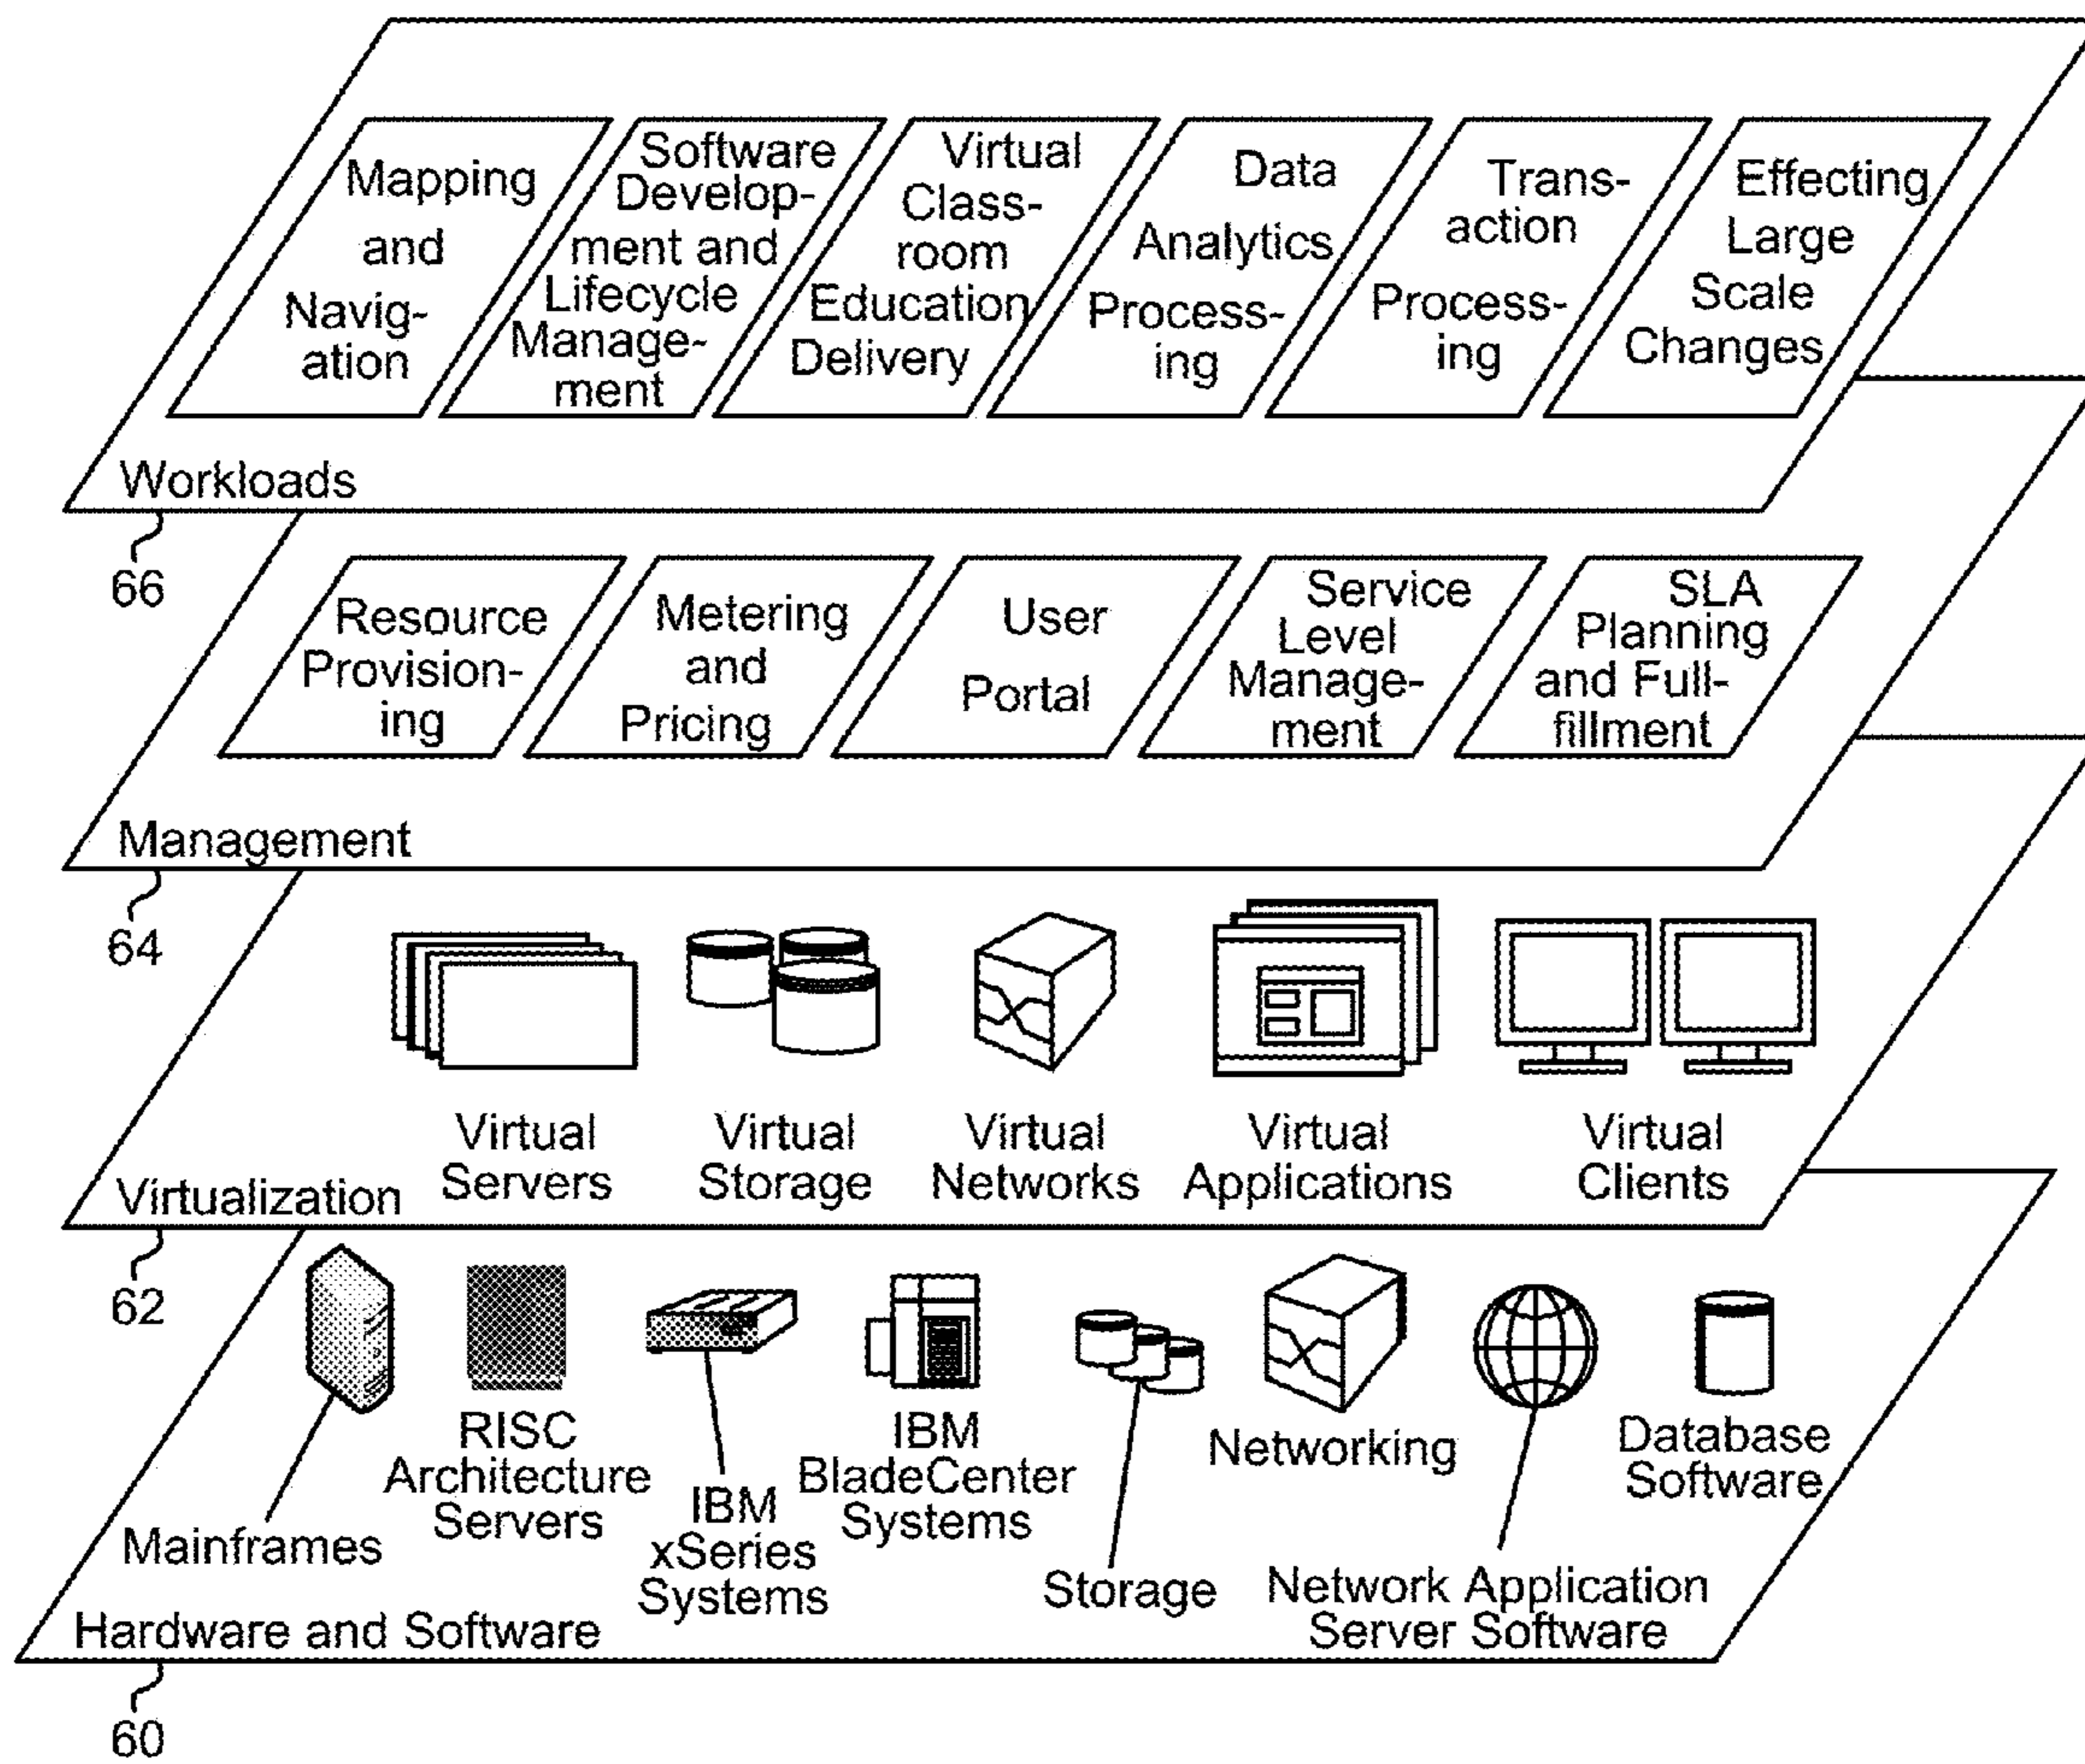 Mapping
and
Navig-
ation
Software
Develop-
ment and
Lifecycle
Manage-
ment
Virtual
Class-
room
Education
Delivery
Data
Analytics
Process-
ing
Trans-
action
Process-
ing
Effecting
Large
Scale
Changes
Workloads
66
Resource
Provision-
ing
Metering
and
Pricing
User
Portal
Service
Level
Manage-
ment
SLA
Planning
and Full-
fillment
Management
64
Virtual
Servers
Virtual
Storage
Virtual
Networks
Virtual
Applications
Virtual
Clients
Virtualization
62
Mainframes
RISC
Architecture
Servers
IBM
xSeries
Systems
IBM
BladeCenter
Systems
Storage
Networking
Network Application
Server Software
Database
Software
Hardware and Software
60